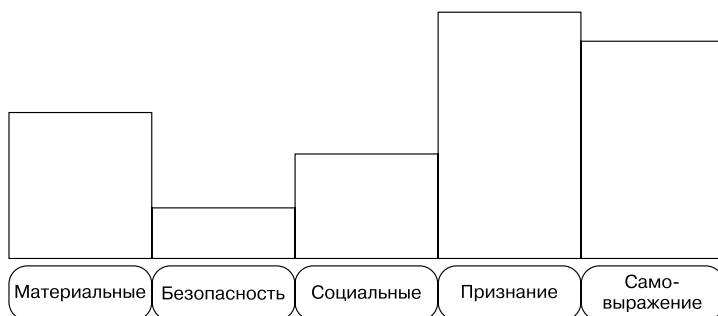 Материальные
Безопасность
Социальные
Признание
Само-
выражение